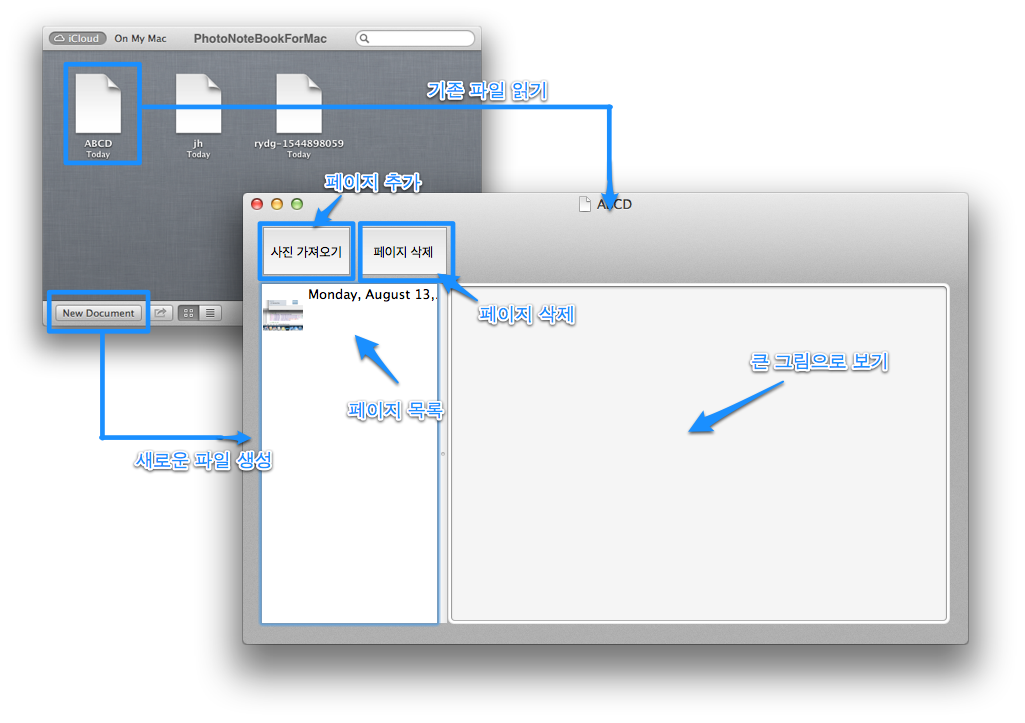 iCloud On My Mac PhotoNoteBookForMac
기존 파일 읽기
ABCD
Today
jh
Today
rydg-1544898059
Today
페이지 추가
ABCD
사진 가져오기
페이지 삭제
Monday, August 13,..
New Document
페이지 삭제
큰 그림으로 보기
페이지 목록
새로운 파일 생성